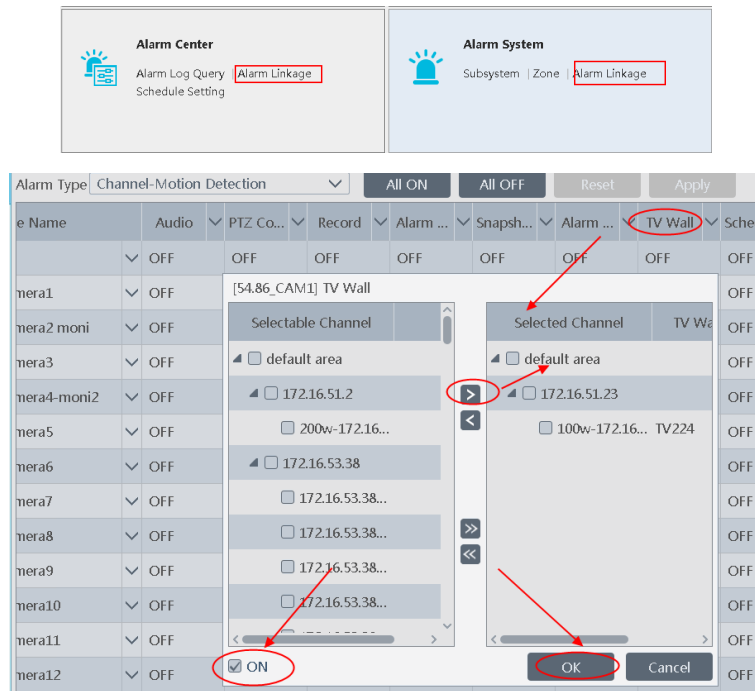 Alarm Center
Alarm Log Query | Alarm Linkage
Schedule Setting
Alarm System
Subsystem | Zone | Alarm Linkage
Alarm Type Channel-Motion Detection All ON All OFF Reset Apply
e Name Audio PTZ Co... Record Alarm ... Snapsh... Alarm ... TV Wall Sche
OFF OFF OFF OFF OFF OFF OFF OFF
mera1 OFF [54.86_CAM1] TV Wall OFF
mera2 moni OFF Selectable Channel Selected Channel TV Wa OFF
mera3 OFF default area default area OFF
mera4-moni2 OFF 172.16.51.2 > 172.16.51.23 OFF
mera5 OFF 200w-172.16... < 100w-172.16... TV224 OFF
mera6 OFF 172.16.53.38 OFF
mera7 OFF 172.16.53.38... OFF
mera8 OFF 172.16.53.38... >> OFF
mera9 OFF 172.16.53.38... << OFF
mera10 OFF 172.16.53.38... OFF
mera11 OFF OFF
mera12 OFF ON OK Cancel OFF